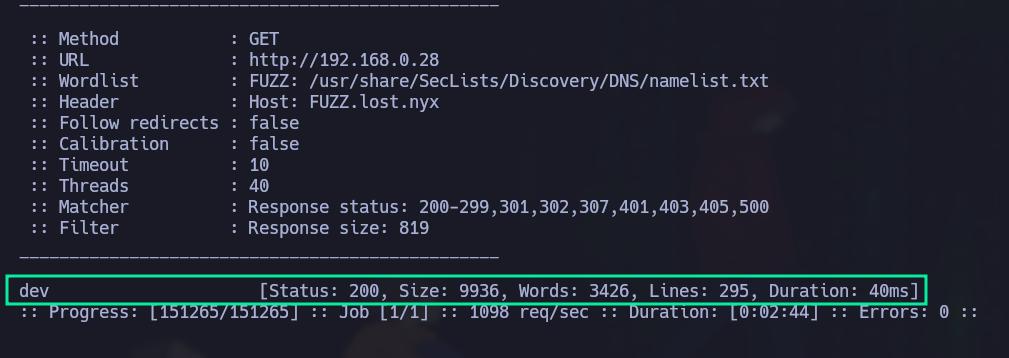 ________________________________________________
:: Method           : GET
:: URL              : http://192.168.0.28
:: Wordlist         : FUZZ: /usr/share/SecLists/Discovery/DNS/namelist.txt
:: Header           : Host: FUZZ.lost.nyx
:: Follow redirects : false
:: Calibration      : false
:: Timeout          : 10
:: Threads          : 40
:: Matcher          : Response status: 200-299,301,302,307,401,403,405,500
:: Filter           : Response size: 819
________________________________________________
dev                     [Status: 200, Size: 9936, Words: 3426, Lines: 295, Duration: 40ms]
:: Progress: [151265/151265] :: Job [1/1] :: 1098 req/sec :: Duration: [0:02:44] :: Errors: 0 ::